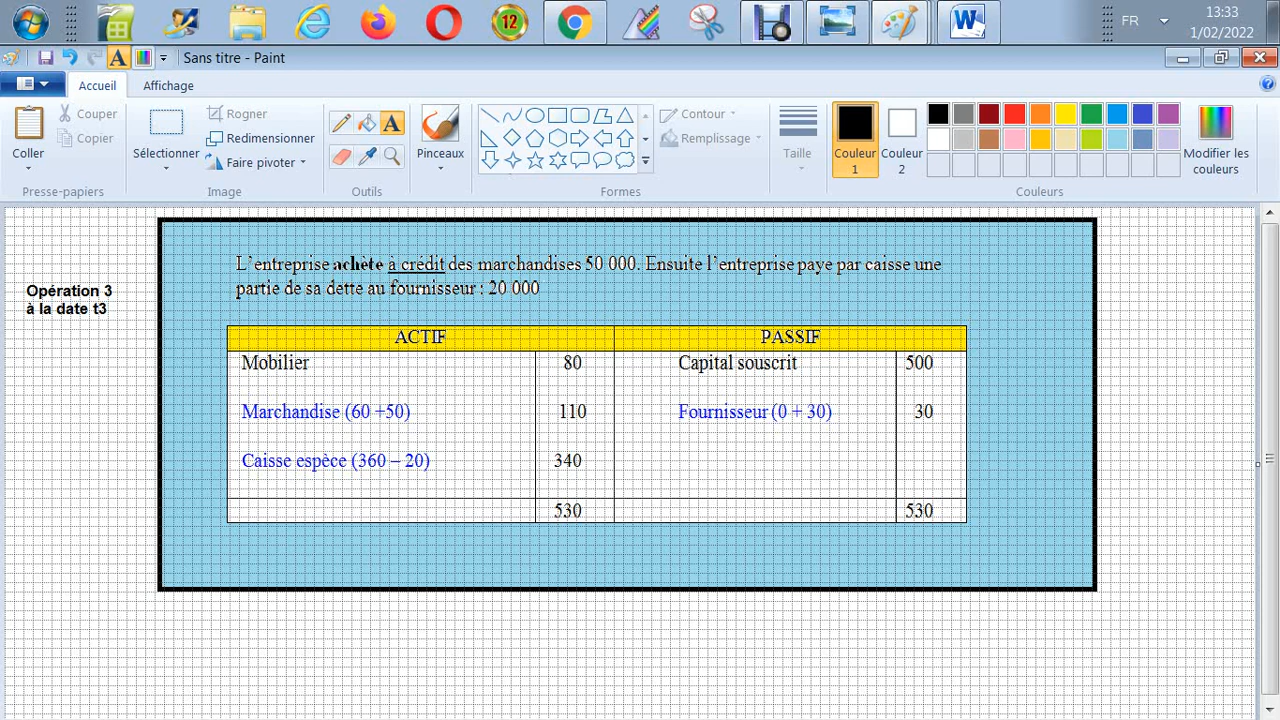 12
FR
13:33
1/02/2022
Sans titre - Paint
Accueil
Affichage
Coller
Couper
Copier
Presse-papiers
Sélectionner
Rogner
Redimensionner
Faire pivoter
Image
A
Outils
Pinceaux
Contour
Remplissage
Formes
Taille
Couleur 1
Couleur 2
Modifier les couleurs
Couleurs
Opération 3
à la date t3
L'entreprise achète à crédit des marchandises 50 000. Ensuite l'entreprise paye par caisse une
partie de sa dette au fournisseur : 20 000
ACTIF PASSIF
Mobilier 80 Capital souscrit 500
Marchandise (60 +50) 110 Fournisseur (0 + 30) 30
Caisse espèce (360 – 20) 340
530 530